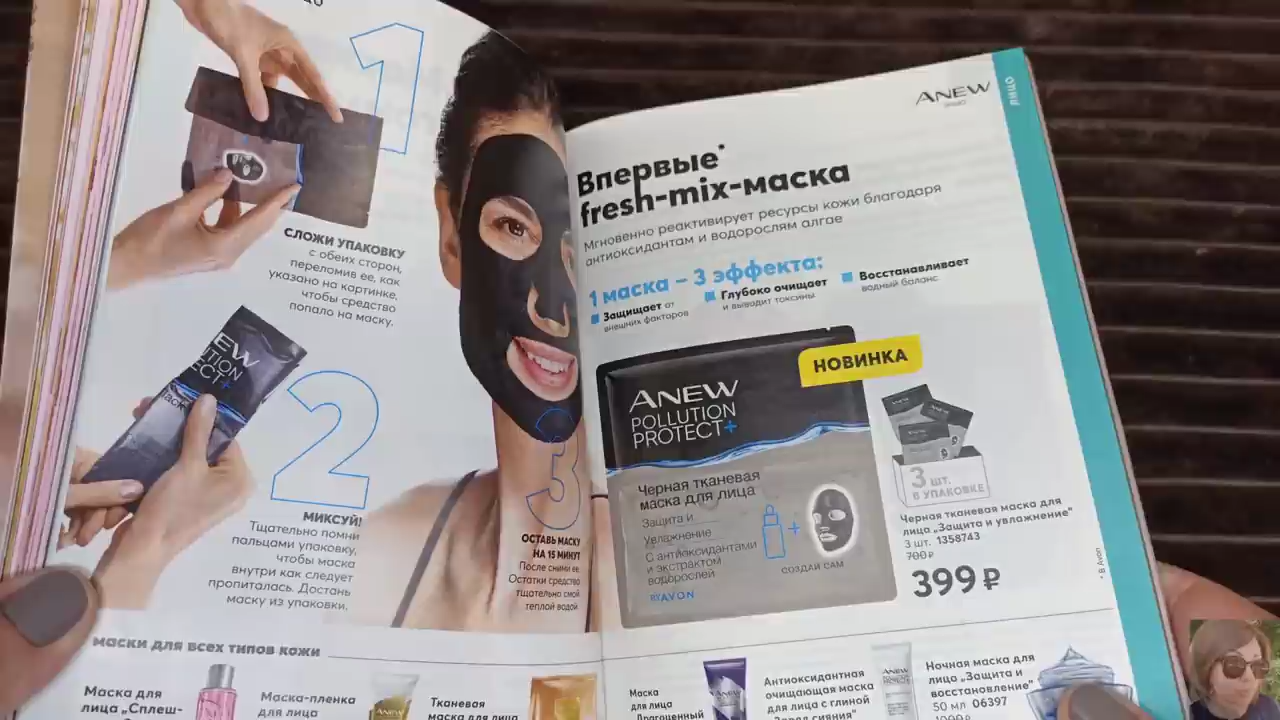 1
СЛОЖИ УПАКОВКУ
с обеих сторон,
переломив ее, как
указано на картинке,
чтобы средство
попало на маску.
EW
UTION
ECT+
2
МИКСУЙ!
Тщательно помни
пальцами упаковку,
чтобы маска
внутри как следует
пропиталась. Достань
маску из упаковки.
3
ОСТАВЬ МАСКУ
НА 15 МИНУТ
После сними ее.
Остатки средства
тщательно смой
теплой водой.
МАСКИ ДЛЯ ВСЕХ ТИПОВ КОЖИ
Маска для
лица „Сплеш-
Маска-пленка
для лица
Тканевая
маска для лица
ANEW
ЛИЦО
Впервые*
fresh-mix-маска
Мгновенно реактивирует ресурсы кожи благодаря
антиоксидантам и водорослям алгае
1 маска – 3 эффекта:
Защищает от
внешних факторов
Глубоко очищает
и выводит токсины
Восстанавливает
водный баланс
НОВИНКА
ANEW
POLLUTION
PROTECT+
Черная тканевая
маска для лица
Защита и
Увлажнение
С антиоксидантами
и экстрактом
водорослей
СОЗДАЙ САМ
BY AVON
3 шт.
В УПАКОВКЕ
Черная тканевая маска для
лица „Защита и увлажнение"
3 шт. 1358743
700 ₽
399 ₽
* В Avon
Маска
Драгоценный
ANEW
Антиоксидантная
очищающая маска
для лица с глиной
ANEW
Ночная маска для
лица „Защита и
восстановление"
50 мл 06397